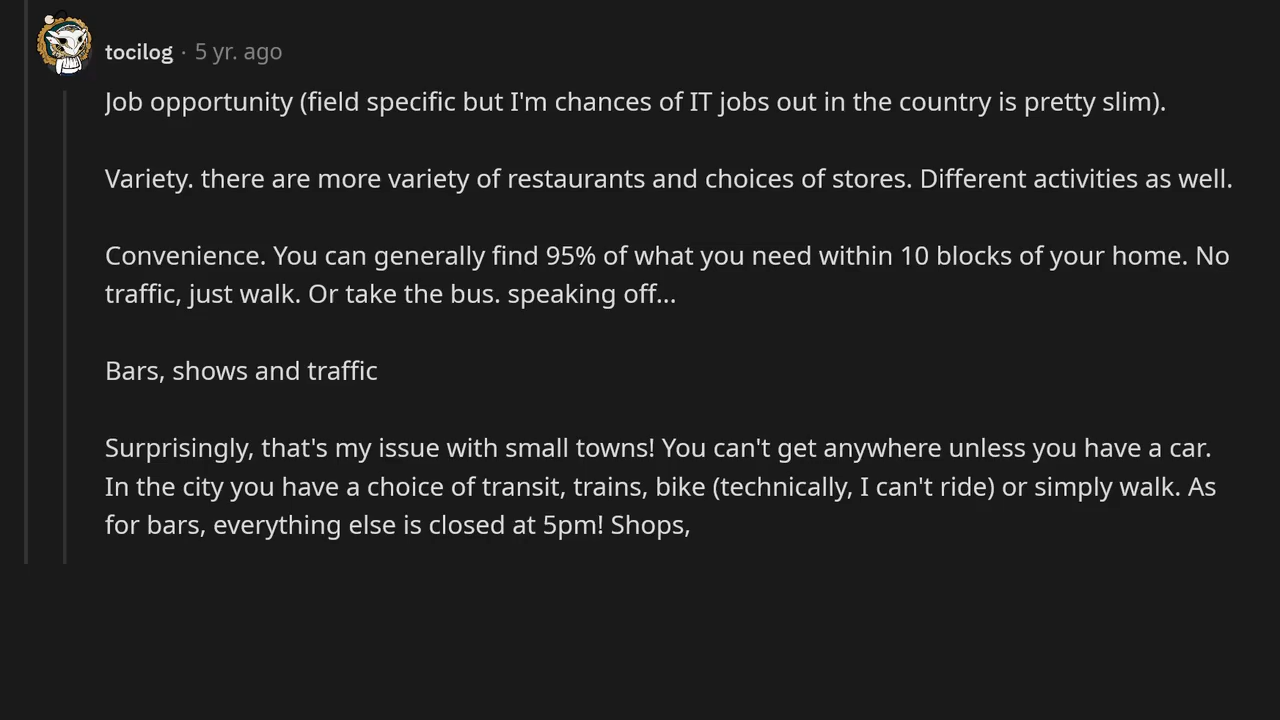 tocilog · 5 yr. ago
Job opportunity (field specific but I'm chances of IT jobs out in the country is pretty slim).
Variety. there are more variety of restaurants and choices of stores. Different activities as well.
Convenience. You can generally find 95% of what you need within 10 blocks of your home. No
traffic, just walk. Or take the bus. speaking off...
Bars, shows and traffic
Surprisingly, that's my issue with small towns! You can't get anywhere unless you have a car.
In the city you have a choice of transit, trains, bike (technically, I can't ride) or simply walk. As
for bars, everything else is closed at 5pm! Shops,